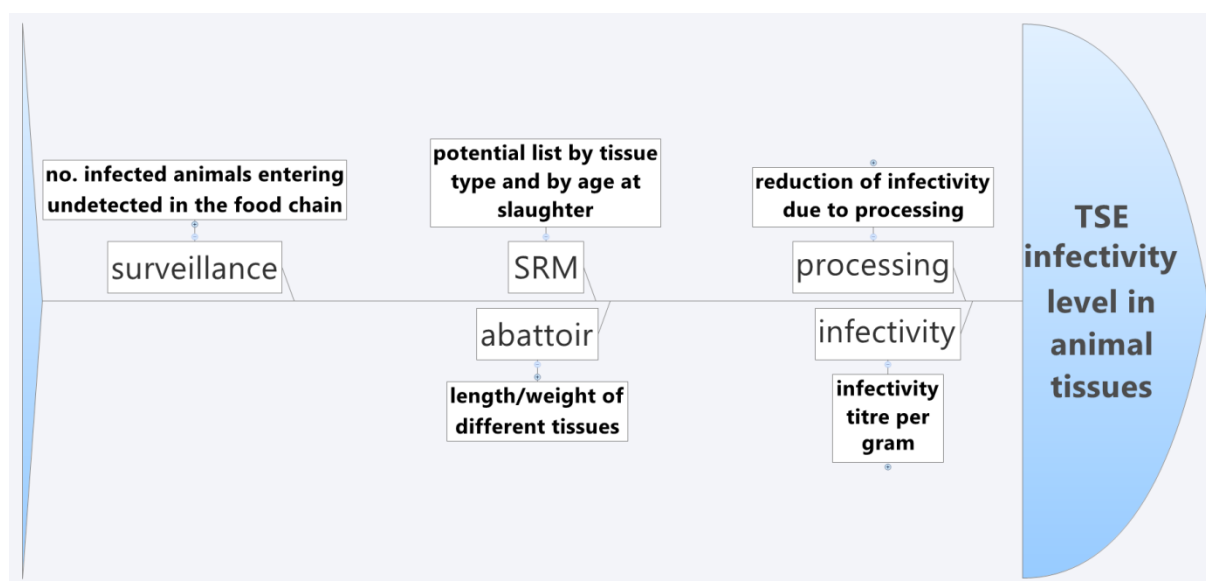 no. infected animals entering
undetected in the food chain
surveillance
potential list by tissue
type and by age at
slaughter
SRM
reduction of infectivity
due to processing
processing
abattoir
length/weight of
different tissues
infectivity
infectivity
titre per
gram
TSE
infectivity
level in
animal
tissues